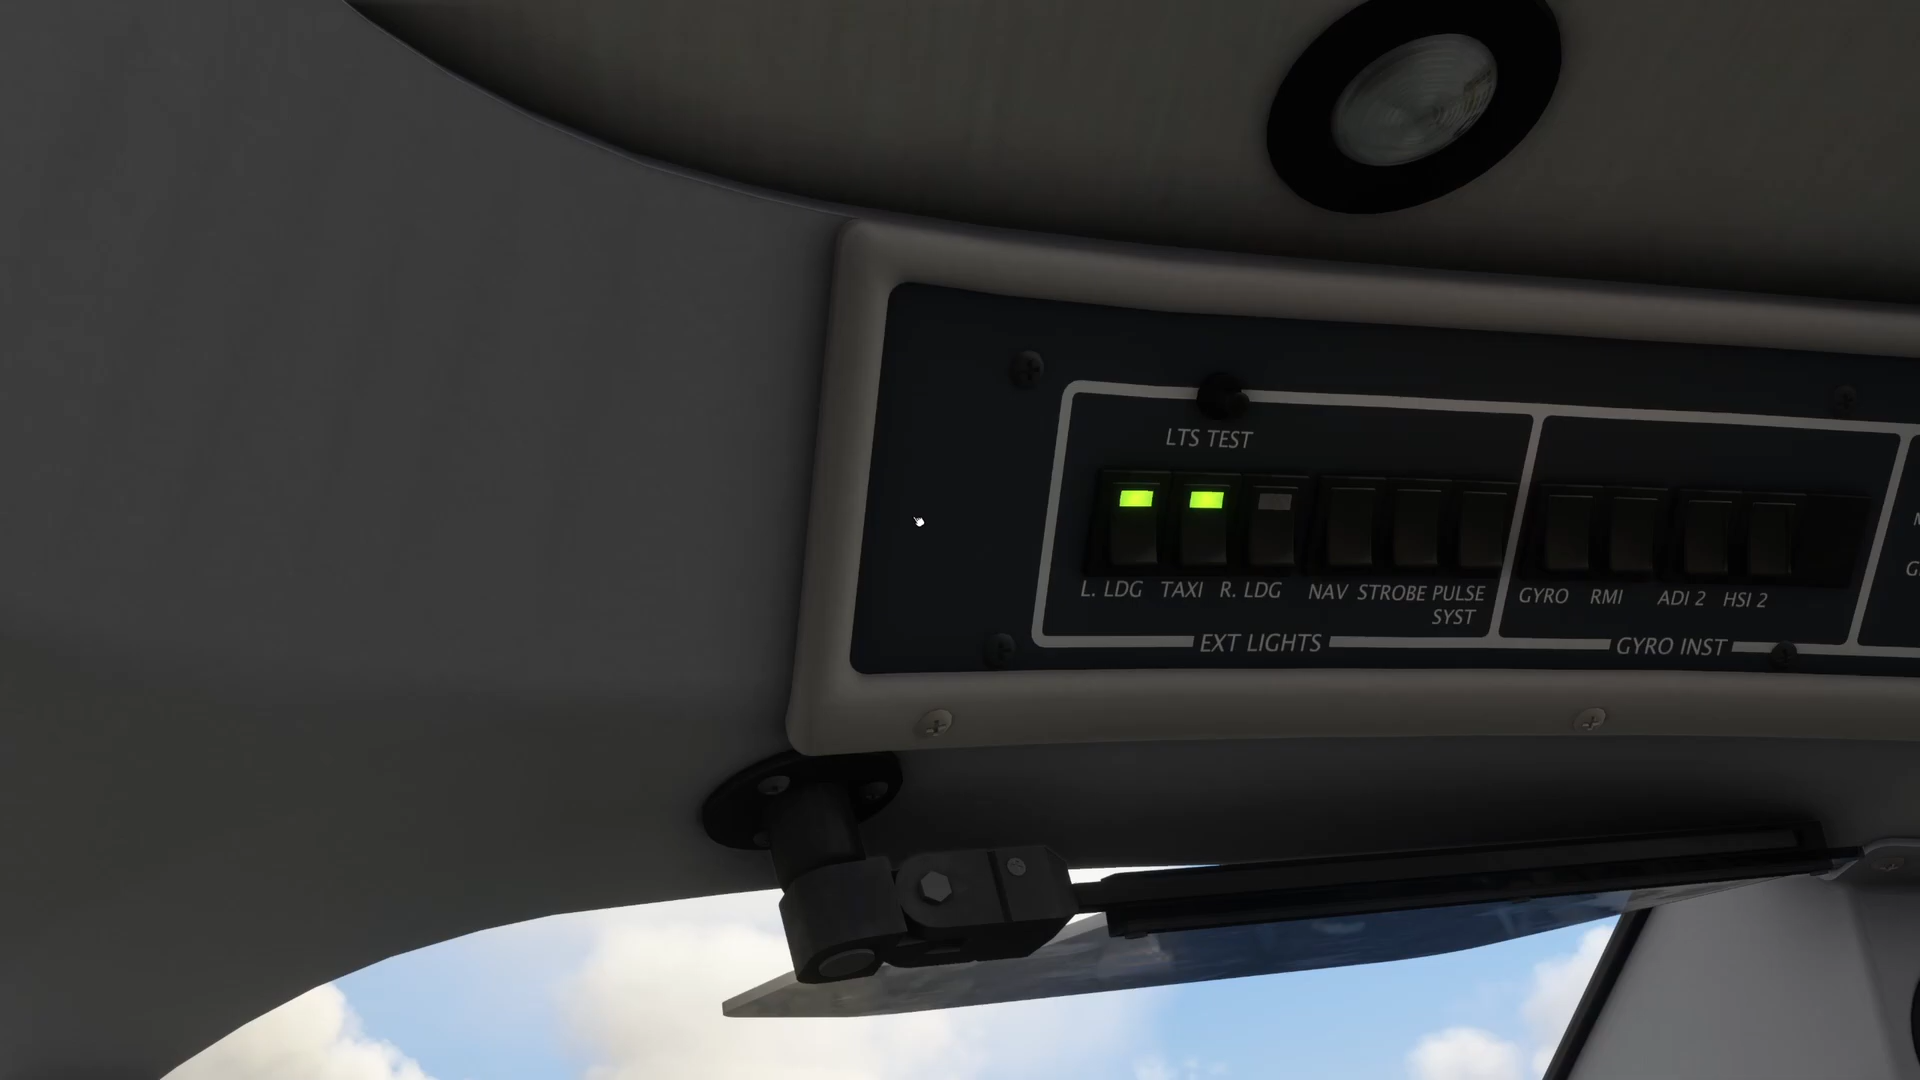 LTS TEST
L. LDG TAXI R. LDG NAV STROBE PULSE SYST
EXT LIGHTS
GYRO RMI ADI 2 HSI 2
GYRO INST